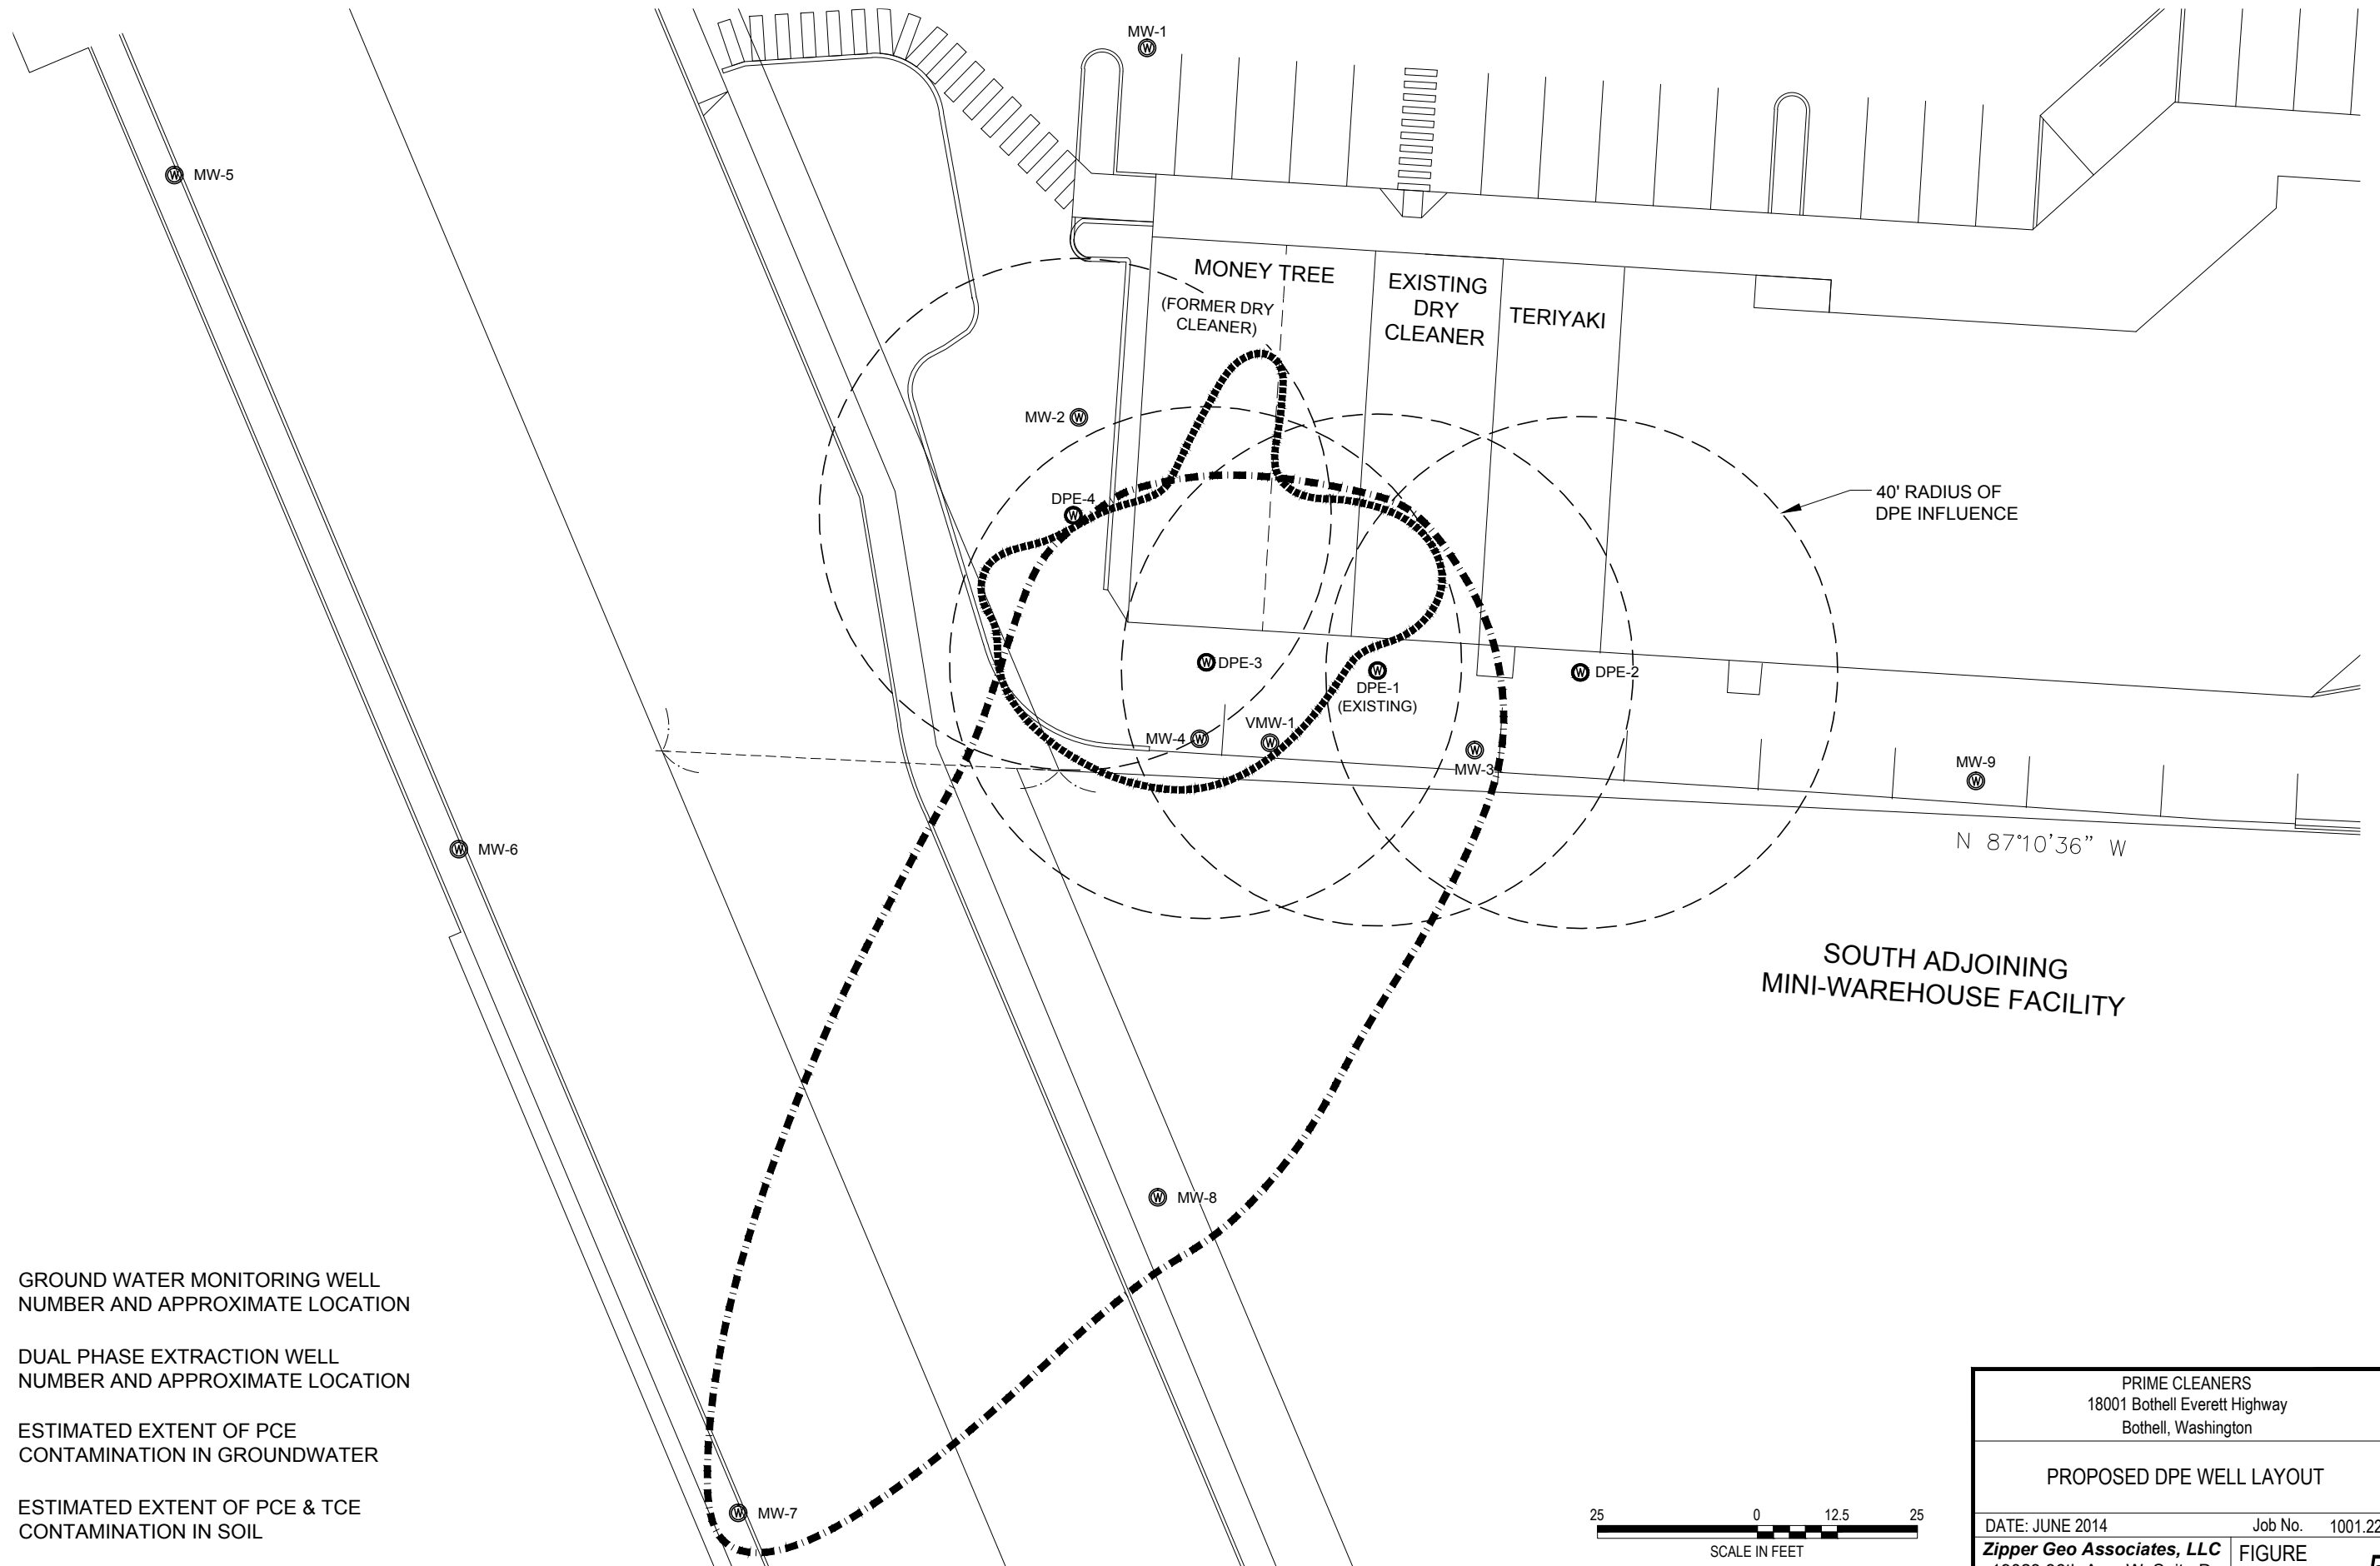 MW-1
MW-5
MONEY TREE
(FORMER DRY
CLEANER)
EXISTING
DRY
CLEANER
TERIYAKI
MW-2
DPE-4
40' RADIUS OF
DPE INFLUENCE
DPE-3
DPE-1
(EXISTING)
DPE-2
MW-4
VMW-1
MW-3
MW-9
N 87°10'36" W
MW-6
SOUTH ADJOINING
MINI-WAREHOUSE FACILITY
MW-8
MW-7
GROUND WATER MONITORING WELL
NUMBER AND APPROXIMATE LOCATION
DUAL PHASE EXTRACTION WELL
NUMBER AND APPROXIMATE LOCATION
ESTIMATED EXTENT OF PCE
CONTAMINATION IN GROUNDWATER
ESTIMATED EXTENT OF PCE & TCE
CONTAMINATION IN SOIL
25 0 12.5 25
SCALE IN FEET
PRIME CLEANERS
18001 Bothell Everett Highway
Bothell, Washington
PROPOSED DPE WELL LAYOUT
DATE: JUNE 2014 Job No. 1001.22
Zipper Geo Associates, LLC
FIGURE